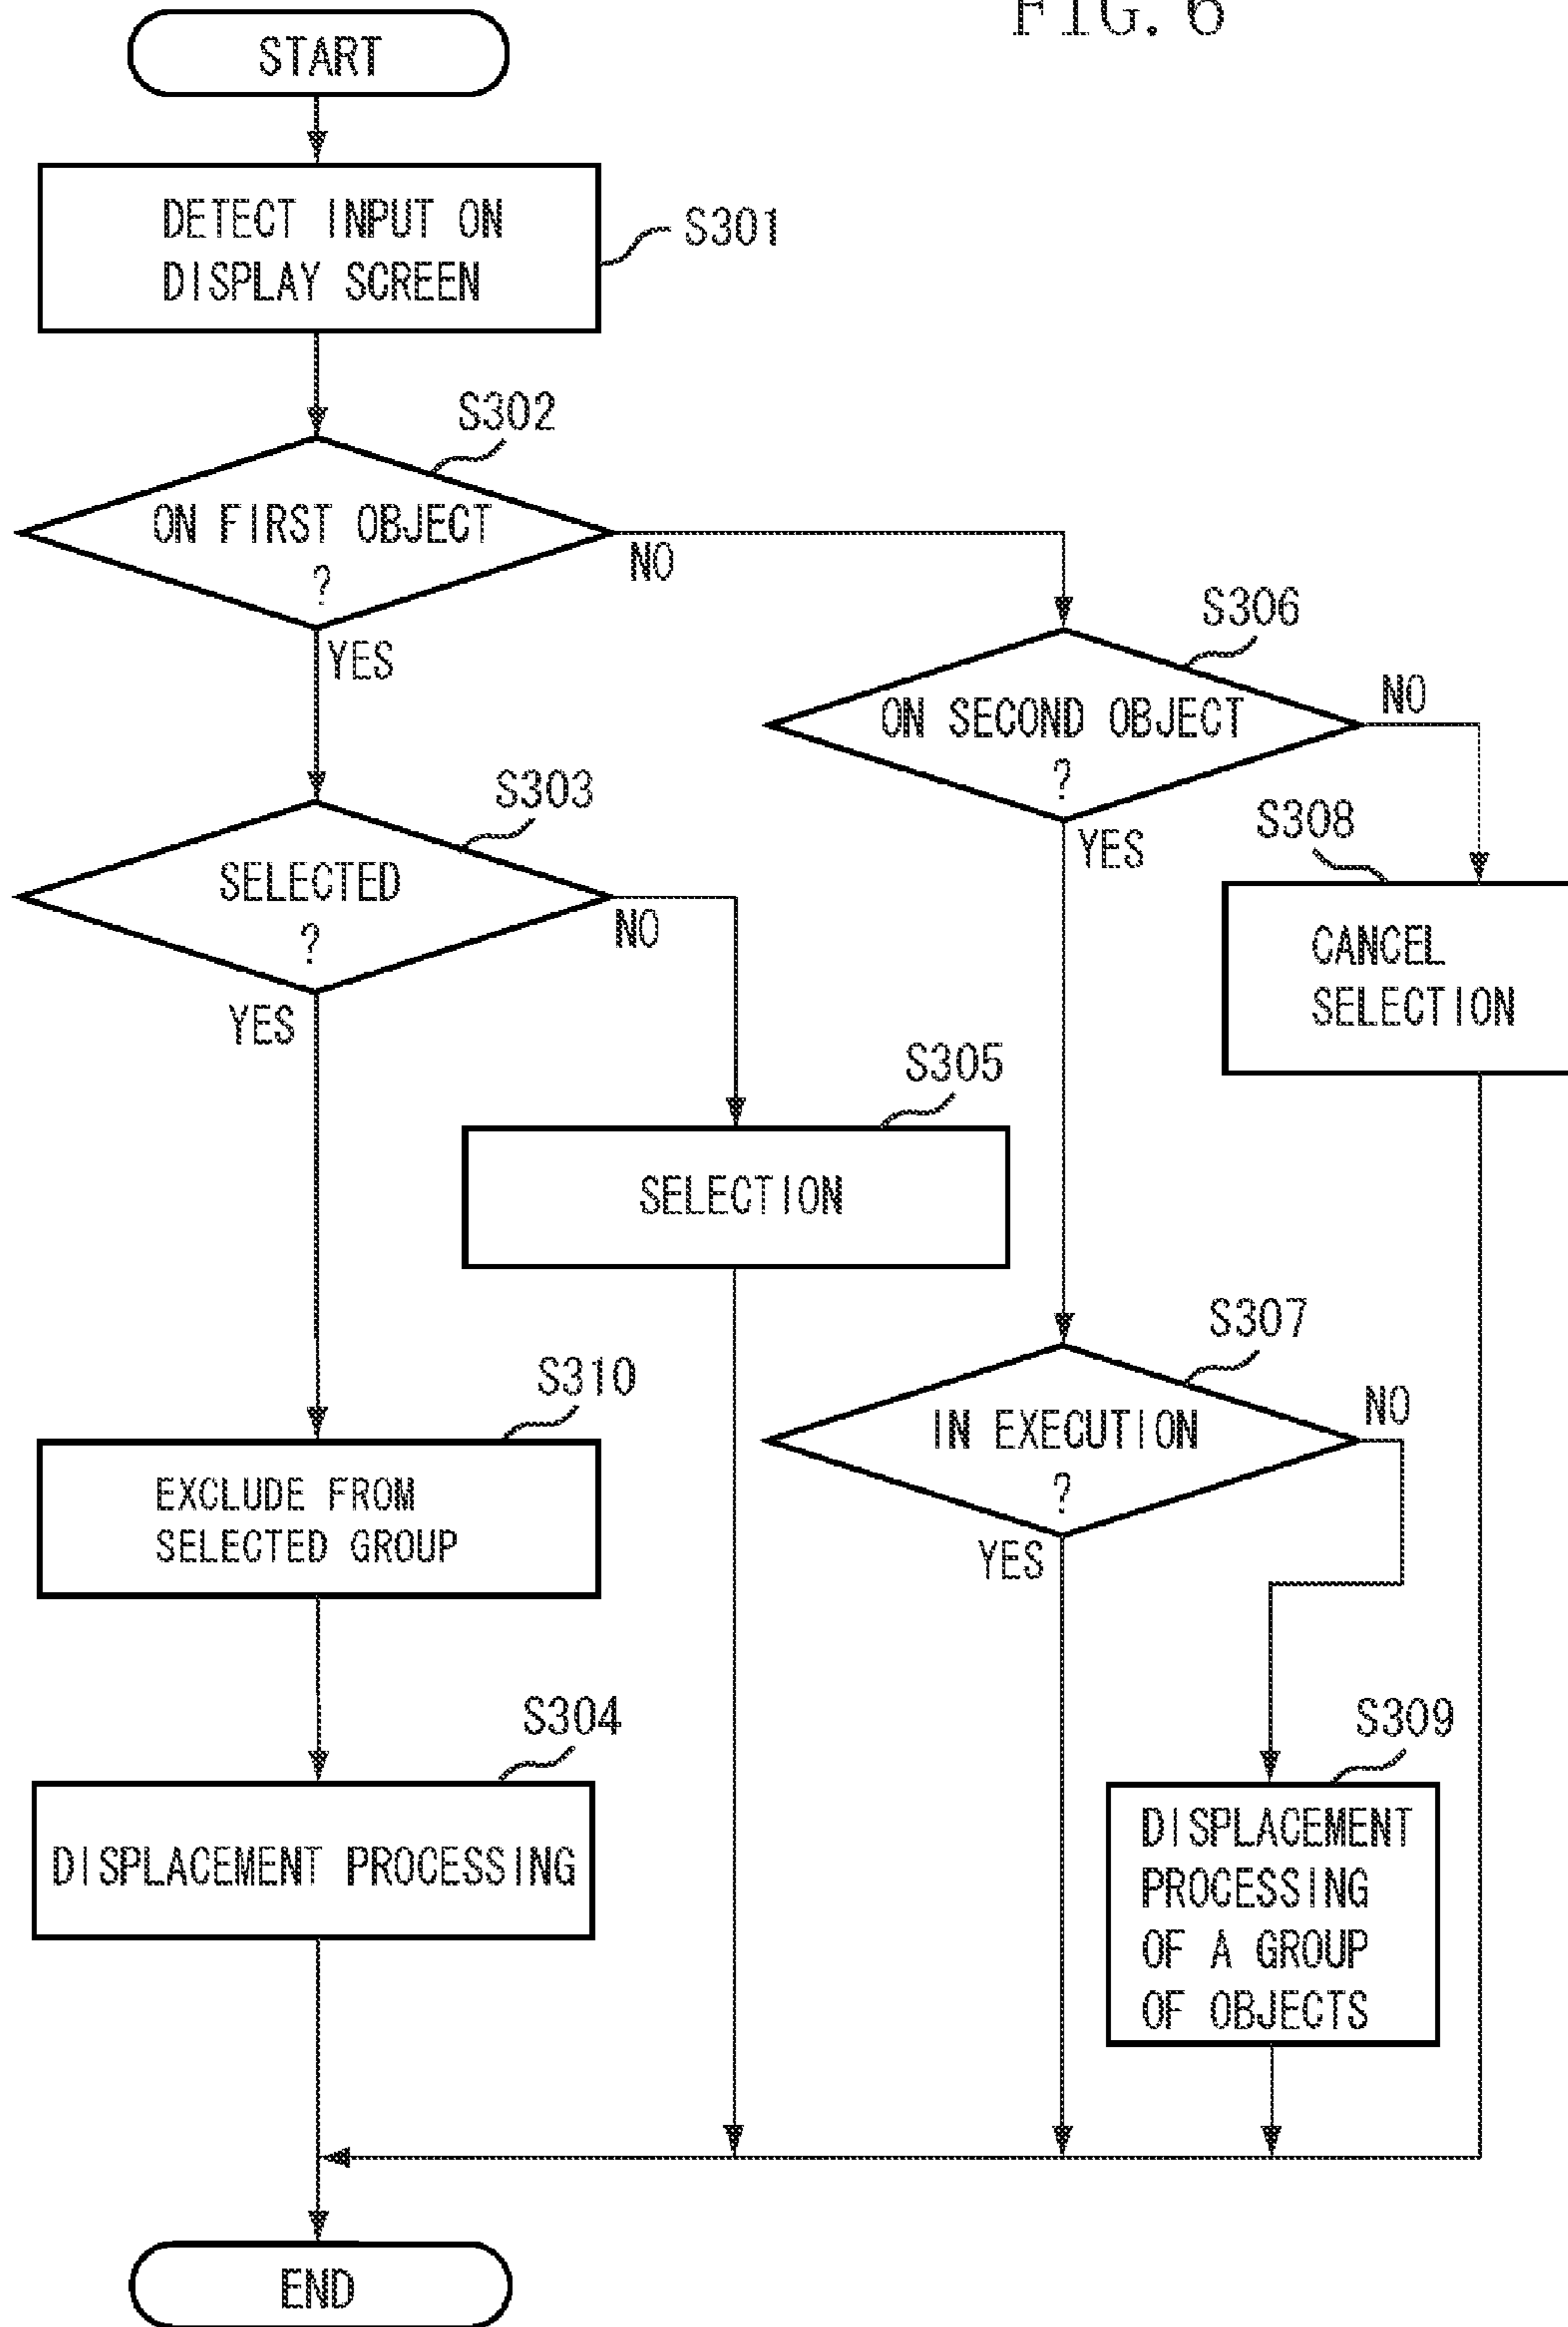 FIG. 6
START
DETECT INPUT ON
DISPLAY SCREEN
S301
S302
ON FIRST OBJECT
?
NO
YES
S306
ON SECOND OBJECT
?
NO
YES
S303
SELECTED
?
NO
YES
S308
CANCEL
SELECTION
S305
SELECTION
S307
IN EXECUTION
?
NO
YES
S310
EXCLUDE FROM
SELECTED GROUP
S304
DISPLACEMENT PROCESSING
S309
DISPLACEMENT
PROCESSING
OF A GROUP
OF OBJECTS
END